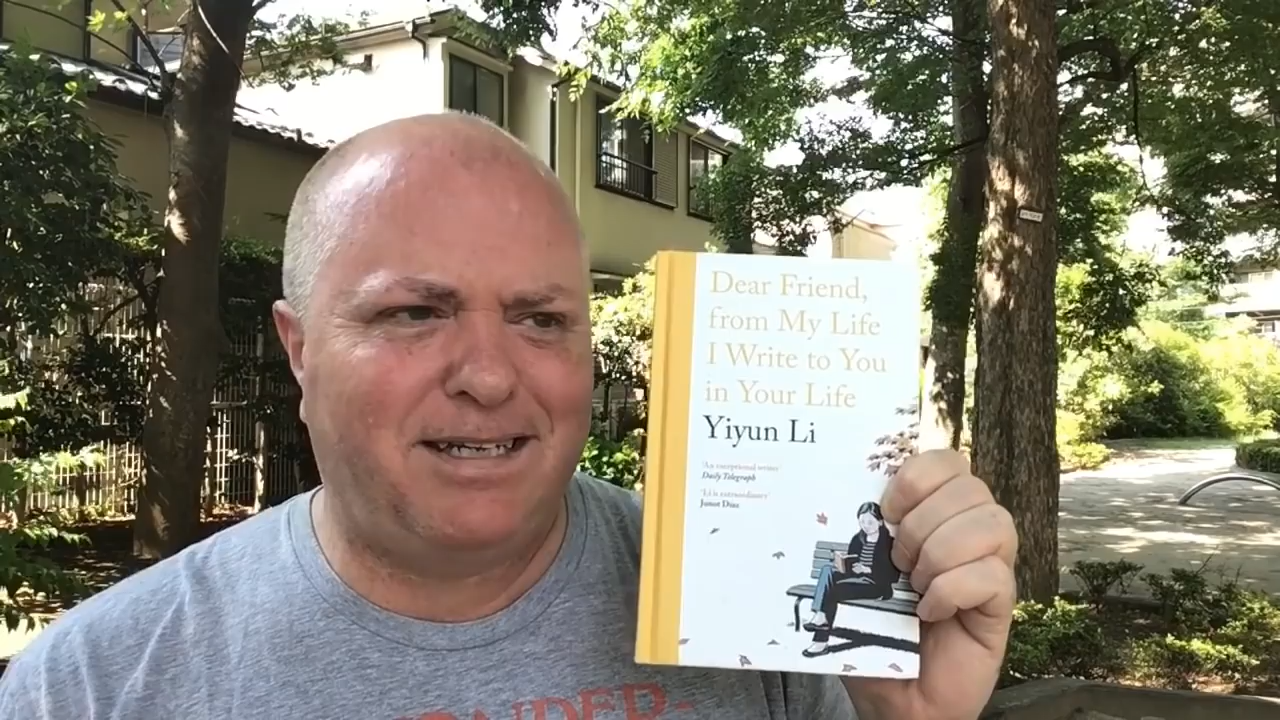 Dear Friend,
from My Life
I Write to You
in Your Life
Yiyun Li
'An exceptional writer'
Daily Telegraph
'Li is extraordinary'
Junot Díaz